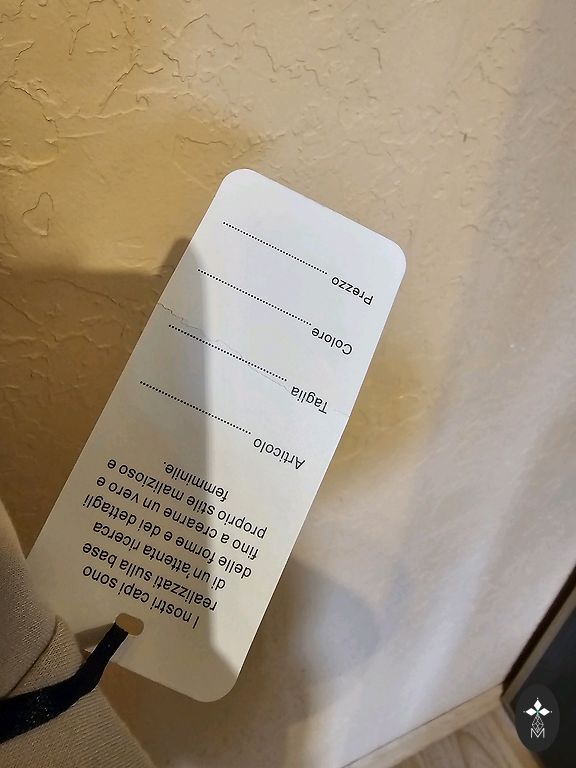 I nostri capi sono
realizzati sulla base
di un'attenta ricerca
delle forme e dei dettagli
fino a crearne un vero e
proprio stile malizioso e
femminile.
Articolo ................................
Taglia ................................
Colore ................................
Prezzo ................................
M